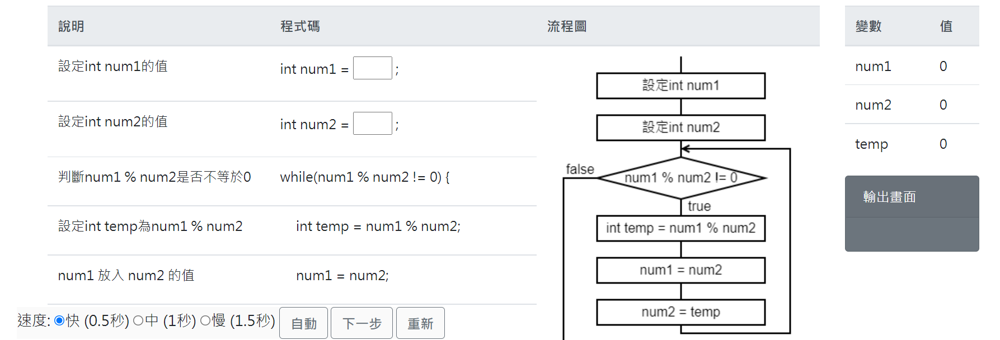 說明 程式碼 流程圖
設定int num1的值 int num1 = ;
設定int num2的值 int num2 = ;
判斷num1 % num2是否不等於0 while(num1 % num2 != 0) {
設定int temp為num1 % num2 int temp = num1 % num2;
num1 放入 num2 的值 num1 = num2;
設定int num1
設定int num2
false
num1 % num2 != 0
true
int temp = num1 % num2
num1 = num2
num2 = temp
變數 值
num1 0
num2 0
temp 0
輸出畫面
速度: 快 (0.5秒) 中 (1秒) 慢 (1.5秒) 自動 下一步 重新